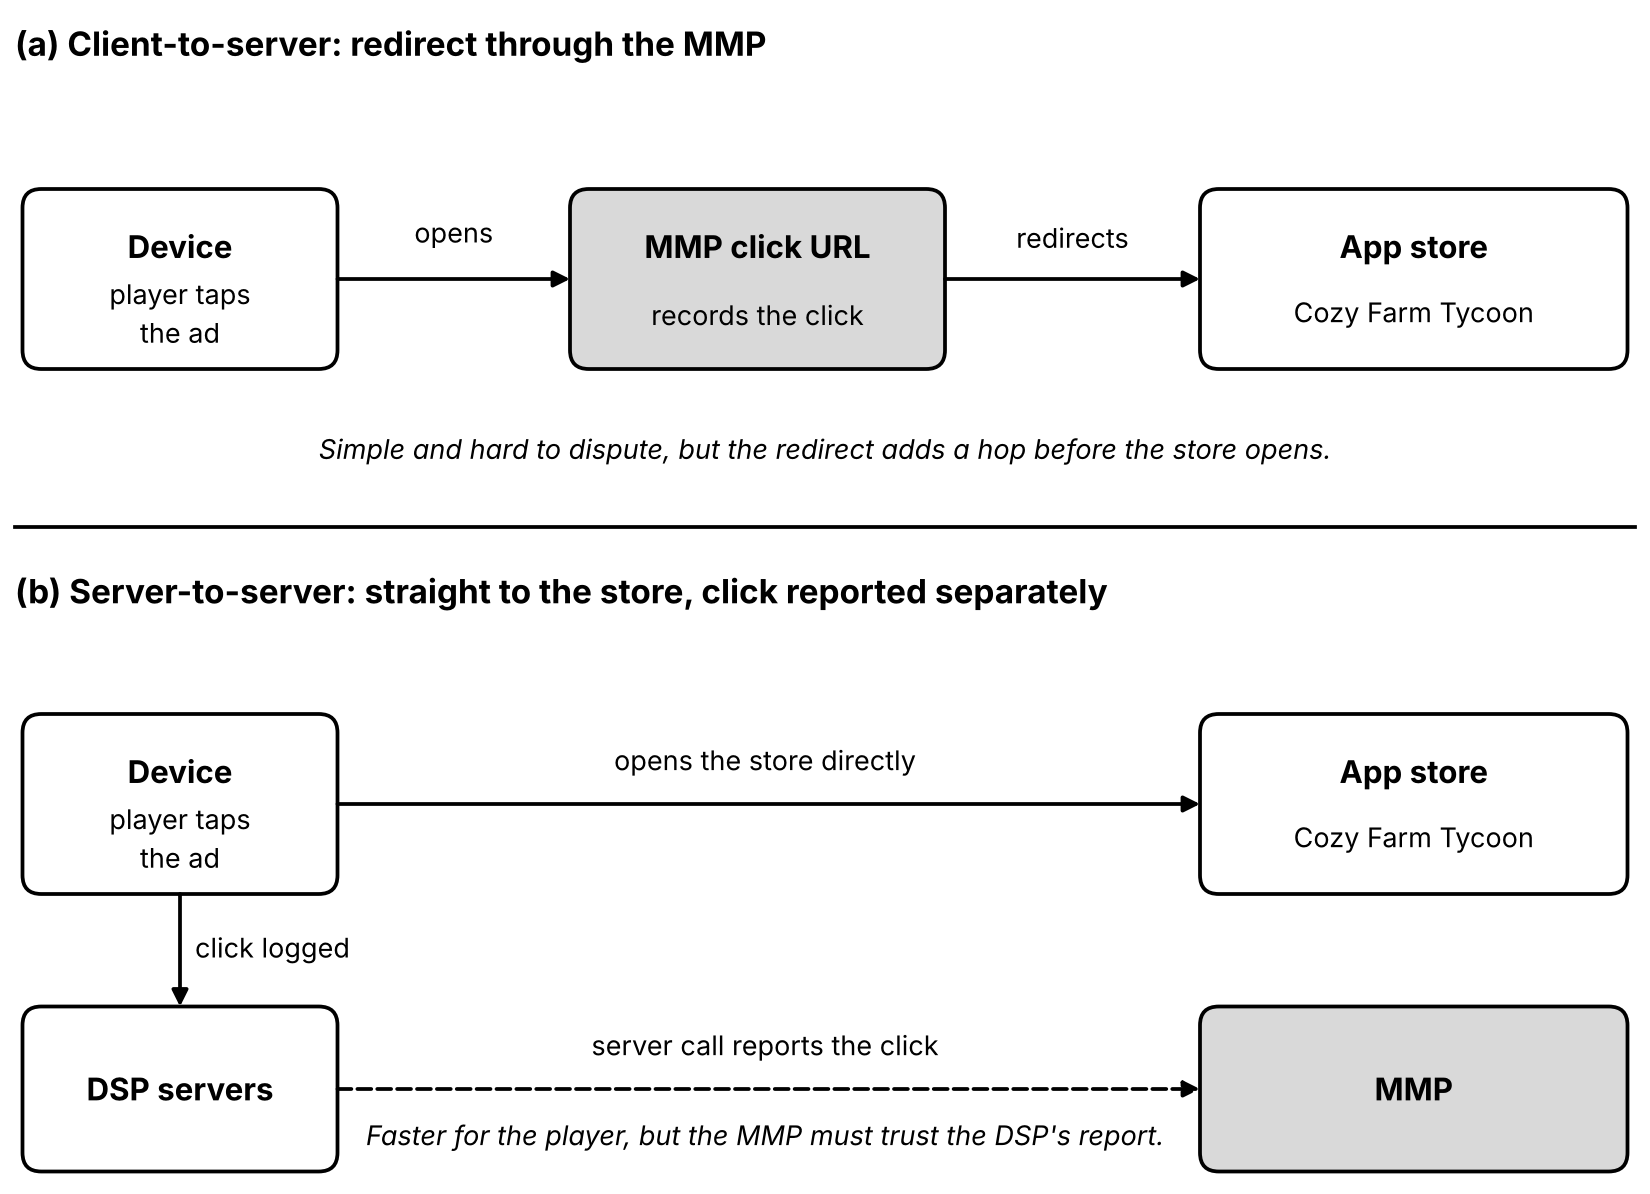 (a) Client-to-server: redirect through the MMP
Device
player taps
the ad
opens
MMP click URL
records the click
redirects
App store
Cozy Farm Tycoon
Simple and hard to dispute, but the redirect adds a hop before the store opens.
(b) Server-to-server: straight to the store, click reported separately
Device
player taps
the ad
opens the store directly
App store
Cozy Farm Tycoon
click logged
DSP servers
server call reports the click
Faster for the player, but the MMP must trust the DSP's report.
MMP